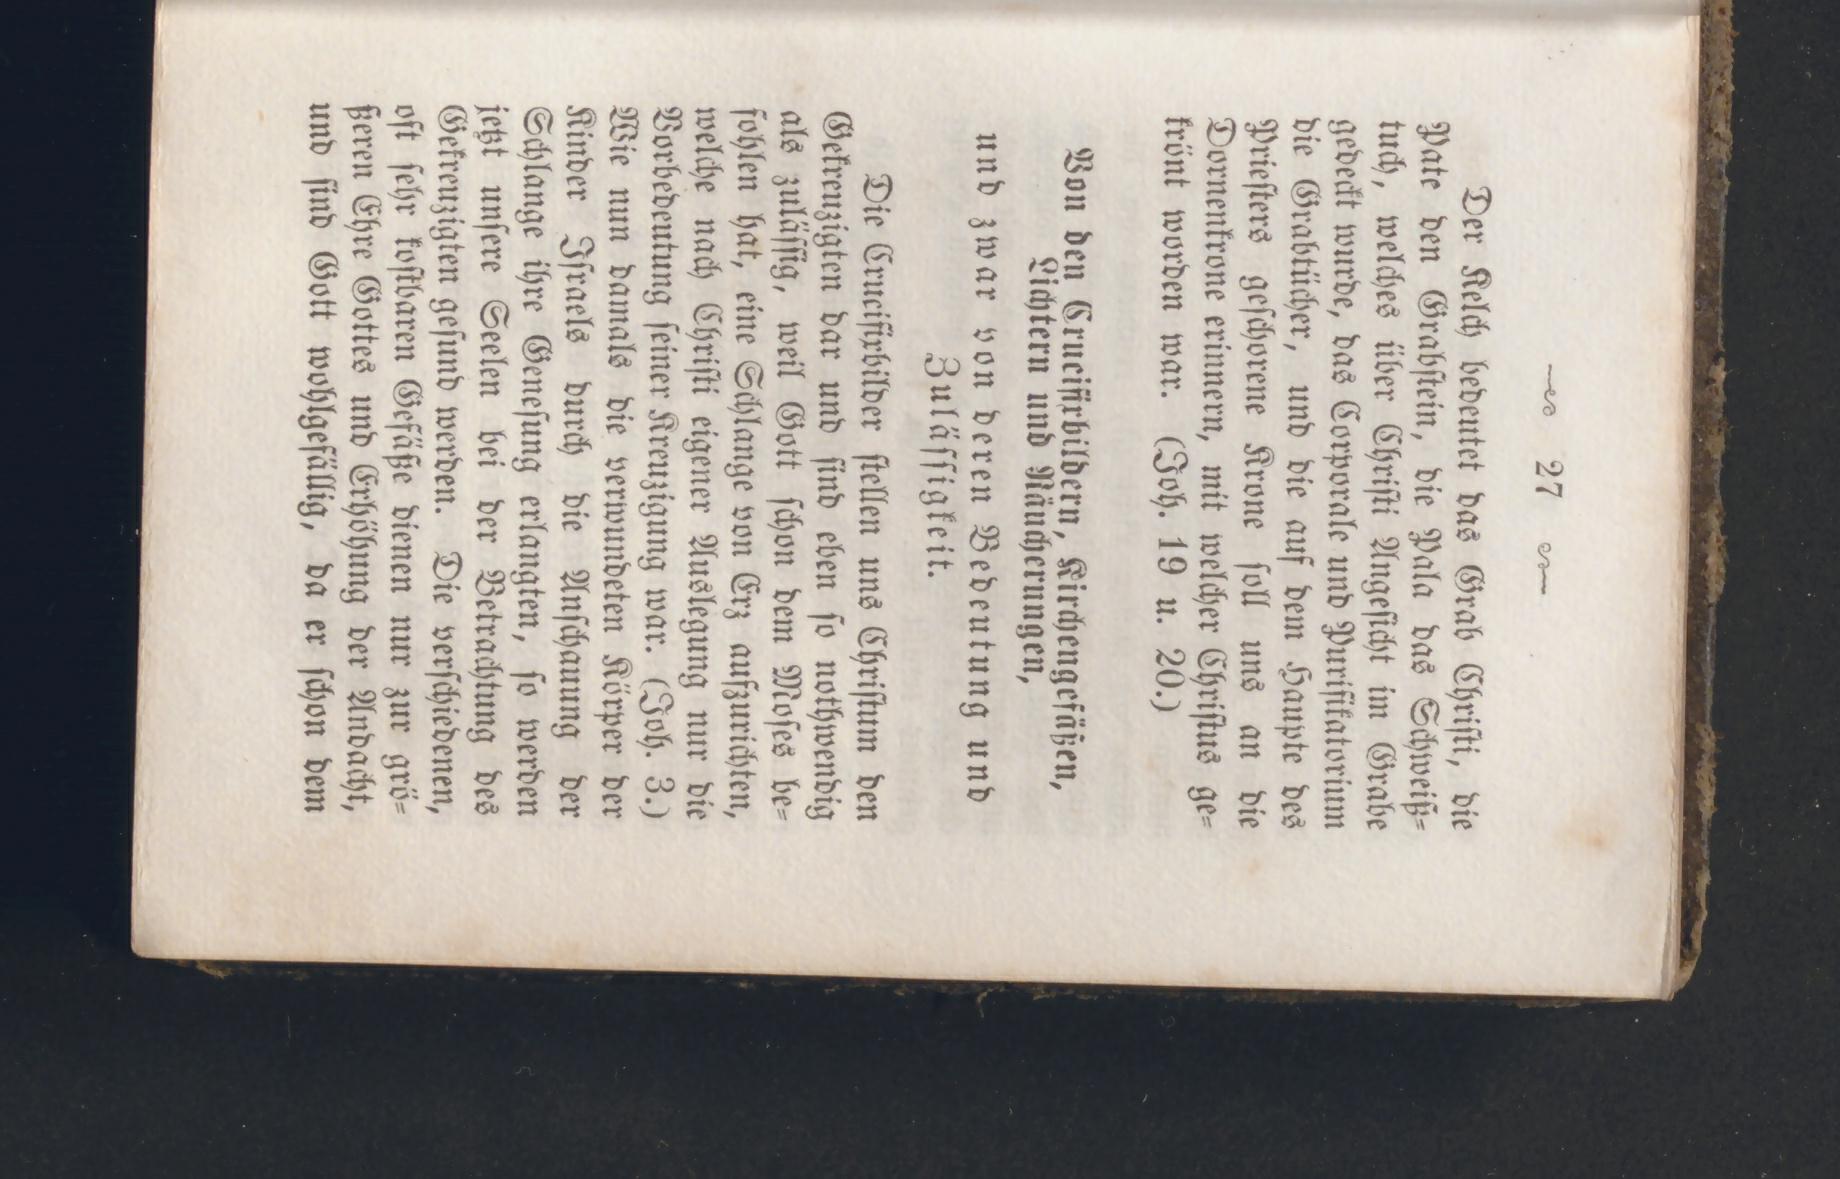 27
Der Kelch bedeutet das Grab Christi, die
Pate den Grabstein, die Pala das Schweiß-
tuch, welches über Christi Angesicht im Grabe
gedeckt wurde, das Corporale und Purifikatorium
die Grabtücher, und die auf dem Haupte des
Priesters geschorene Krone soll uns an die
Dornenkrone erinnern, mit welcher Christus ge-
krönt worden war. (Joh. 19 u. 20.)
Von den Crucifixbildern, Kirchengefäßen,
Lichtern und Räucherungen,
und zwar von deren Bedeutung und
Zulässigkeit.
Die Crucifixbilder stellen uns Christum den
Gekreuzigten dar und sind eben so nothwendig
als zulässig, weil Gott schon dem Moses be-
fohlen hat, eine Schlange von Erz aufzurichten,
welche nach Christi eigener Auslegung nur die
Vorbedeutung seiner Kreuzigung war. (Joh. 3.)
Wie nun damals die verwundeten Körper der
Kinder Israels durch die Anschauung der
Schlange ihre Genesung erlangten, so werden
jetzt unsere Seelen bei der Betrachtung des
Gekreuzigten gesund werden. Die verschiedenen,
oft sehr kostbaren Gefäße dienen nur zur grö-
ßeren Ehre Gottes und Erhöhung der Andacht,
und sind Gott wohlgefällig, da er schon dem